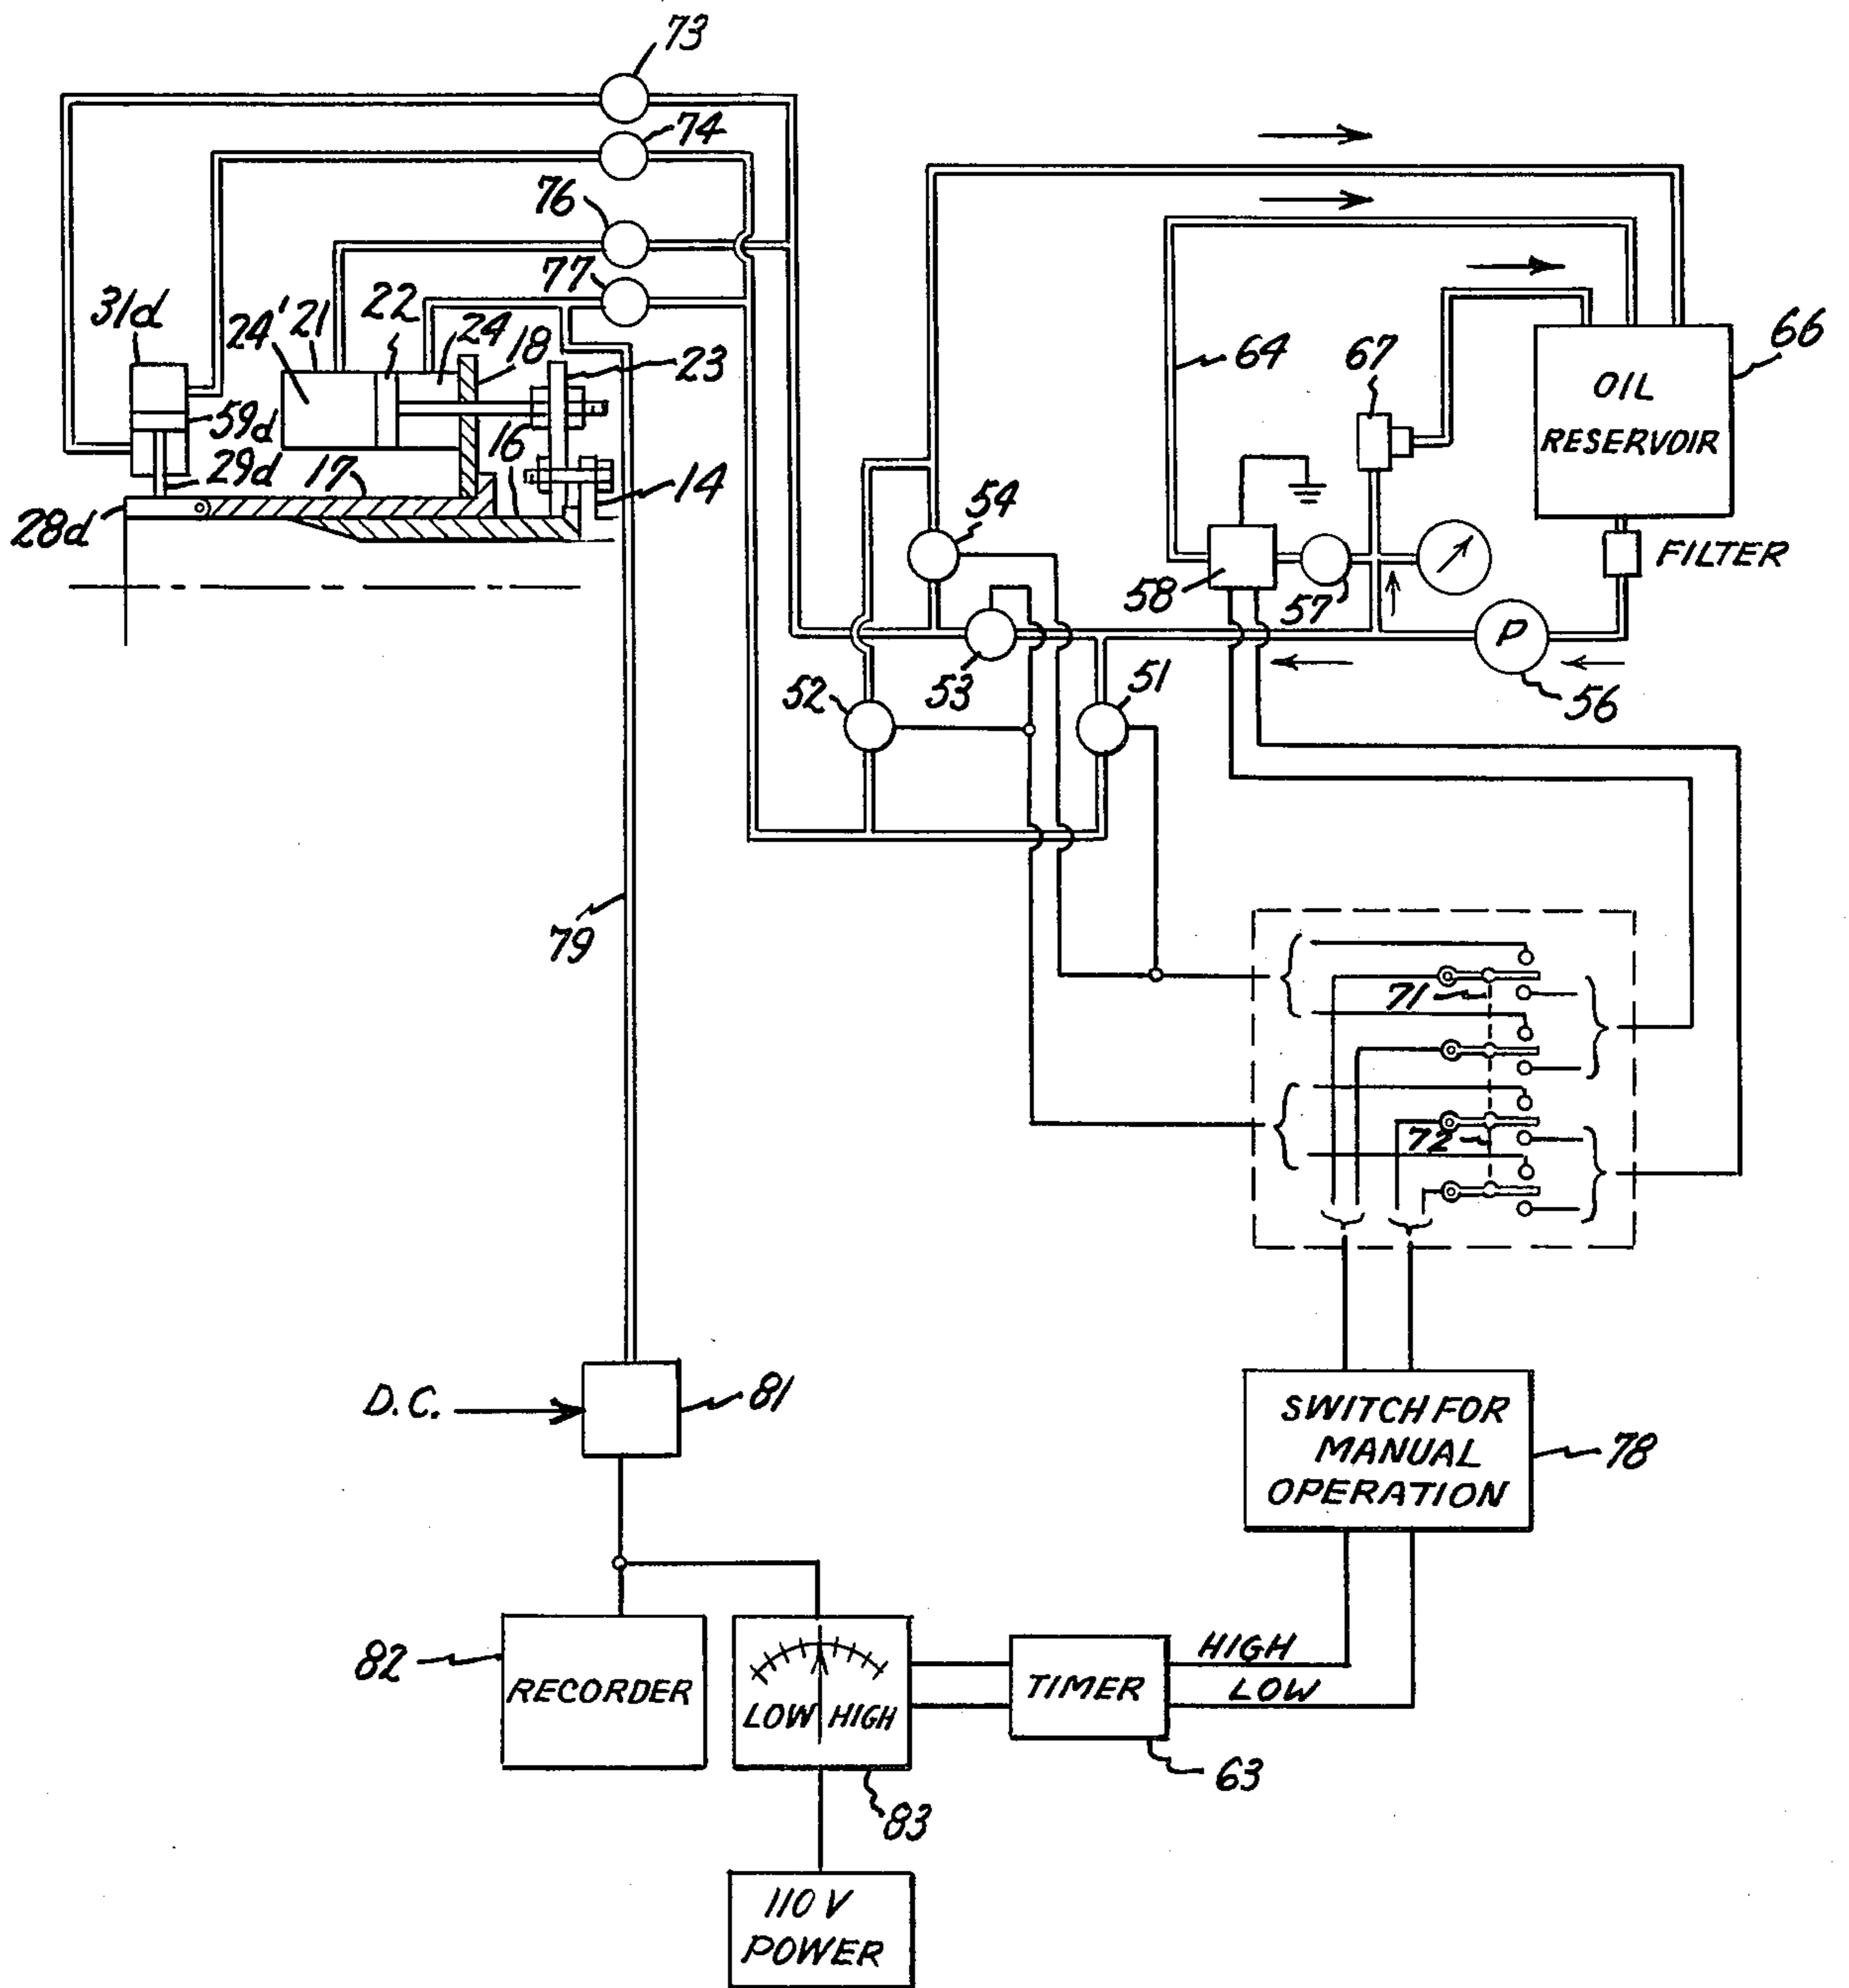 73
74
76
77
31d
24'
21
22
24
18
23
64
67
66
OIL
RESERVOIR
59d
16
29d
17
14
28d
54
FILTER
58
57
P
53
51
52
56
79
71
72
D.C.
81
SWITCH FOR
MANUAL
OPERATION
78
HIGH
82
RECORDER
TIMER
LOW
LOW HIGH
63
83
110 V
POWER